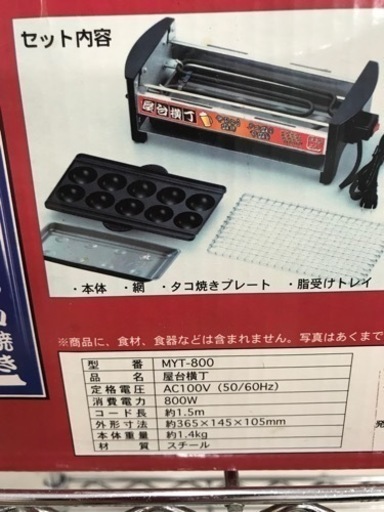 セット内容
屋台横丁
・本体 ・網 ・タコ焼きプレート ・脂受けトレイ
※商品に、食材、食器などは含まれません。写真はあくまで
型番 MYT-800
品名 屋台横丁
定格電圧 AC100V (50/60Hz)
消費電力 800W
コード長 約1.5m
外形寸法 約365×145×105mm
本体重量 約1.4kg
材質 スチール
焼き
発